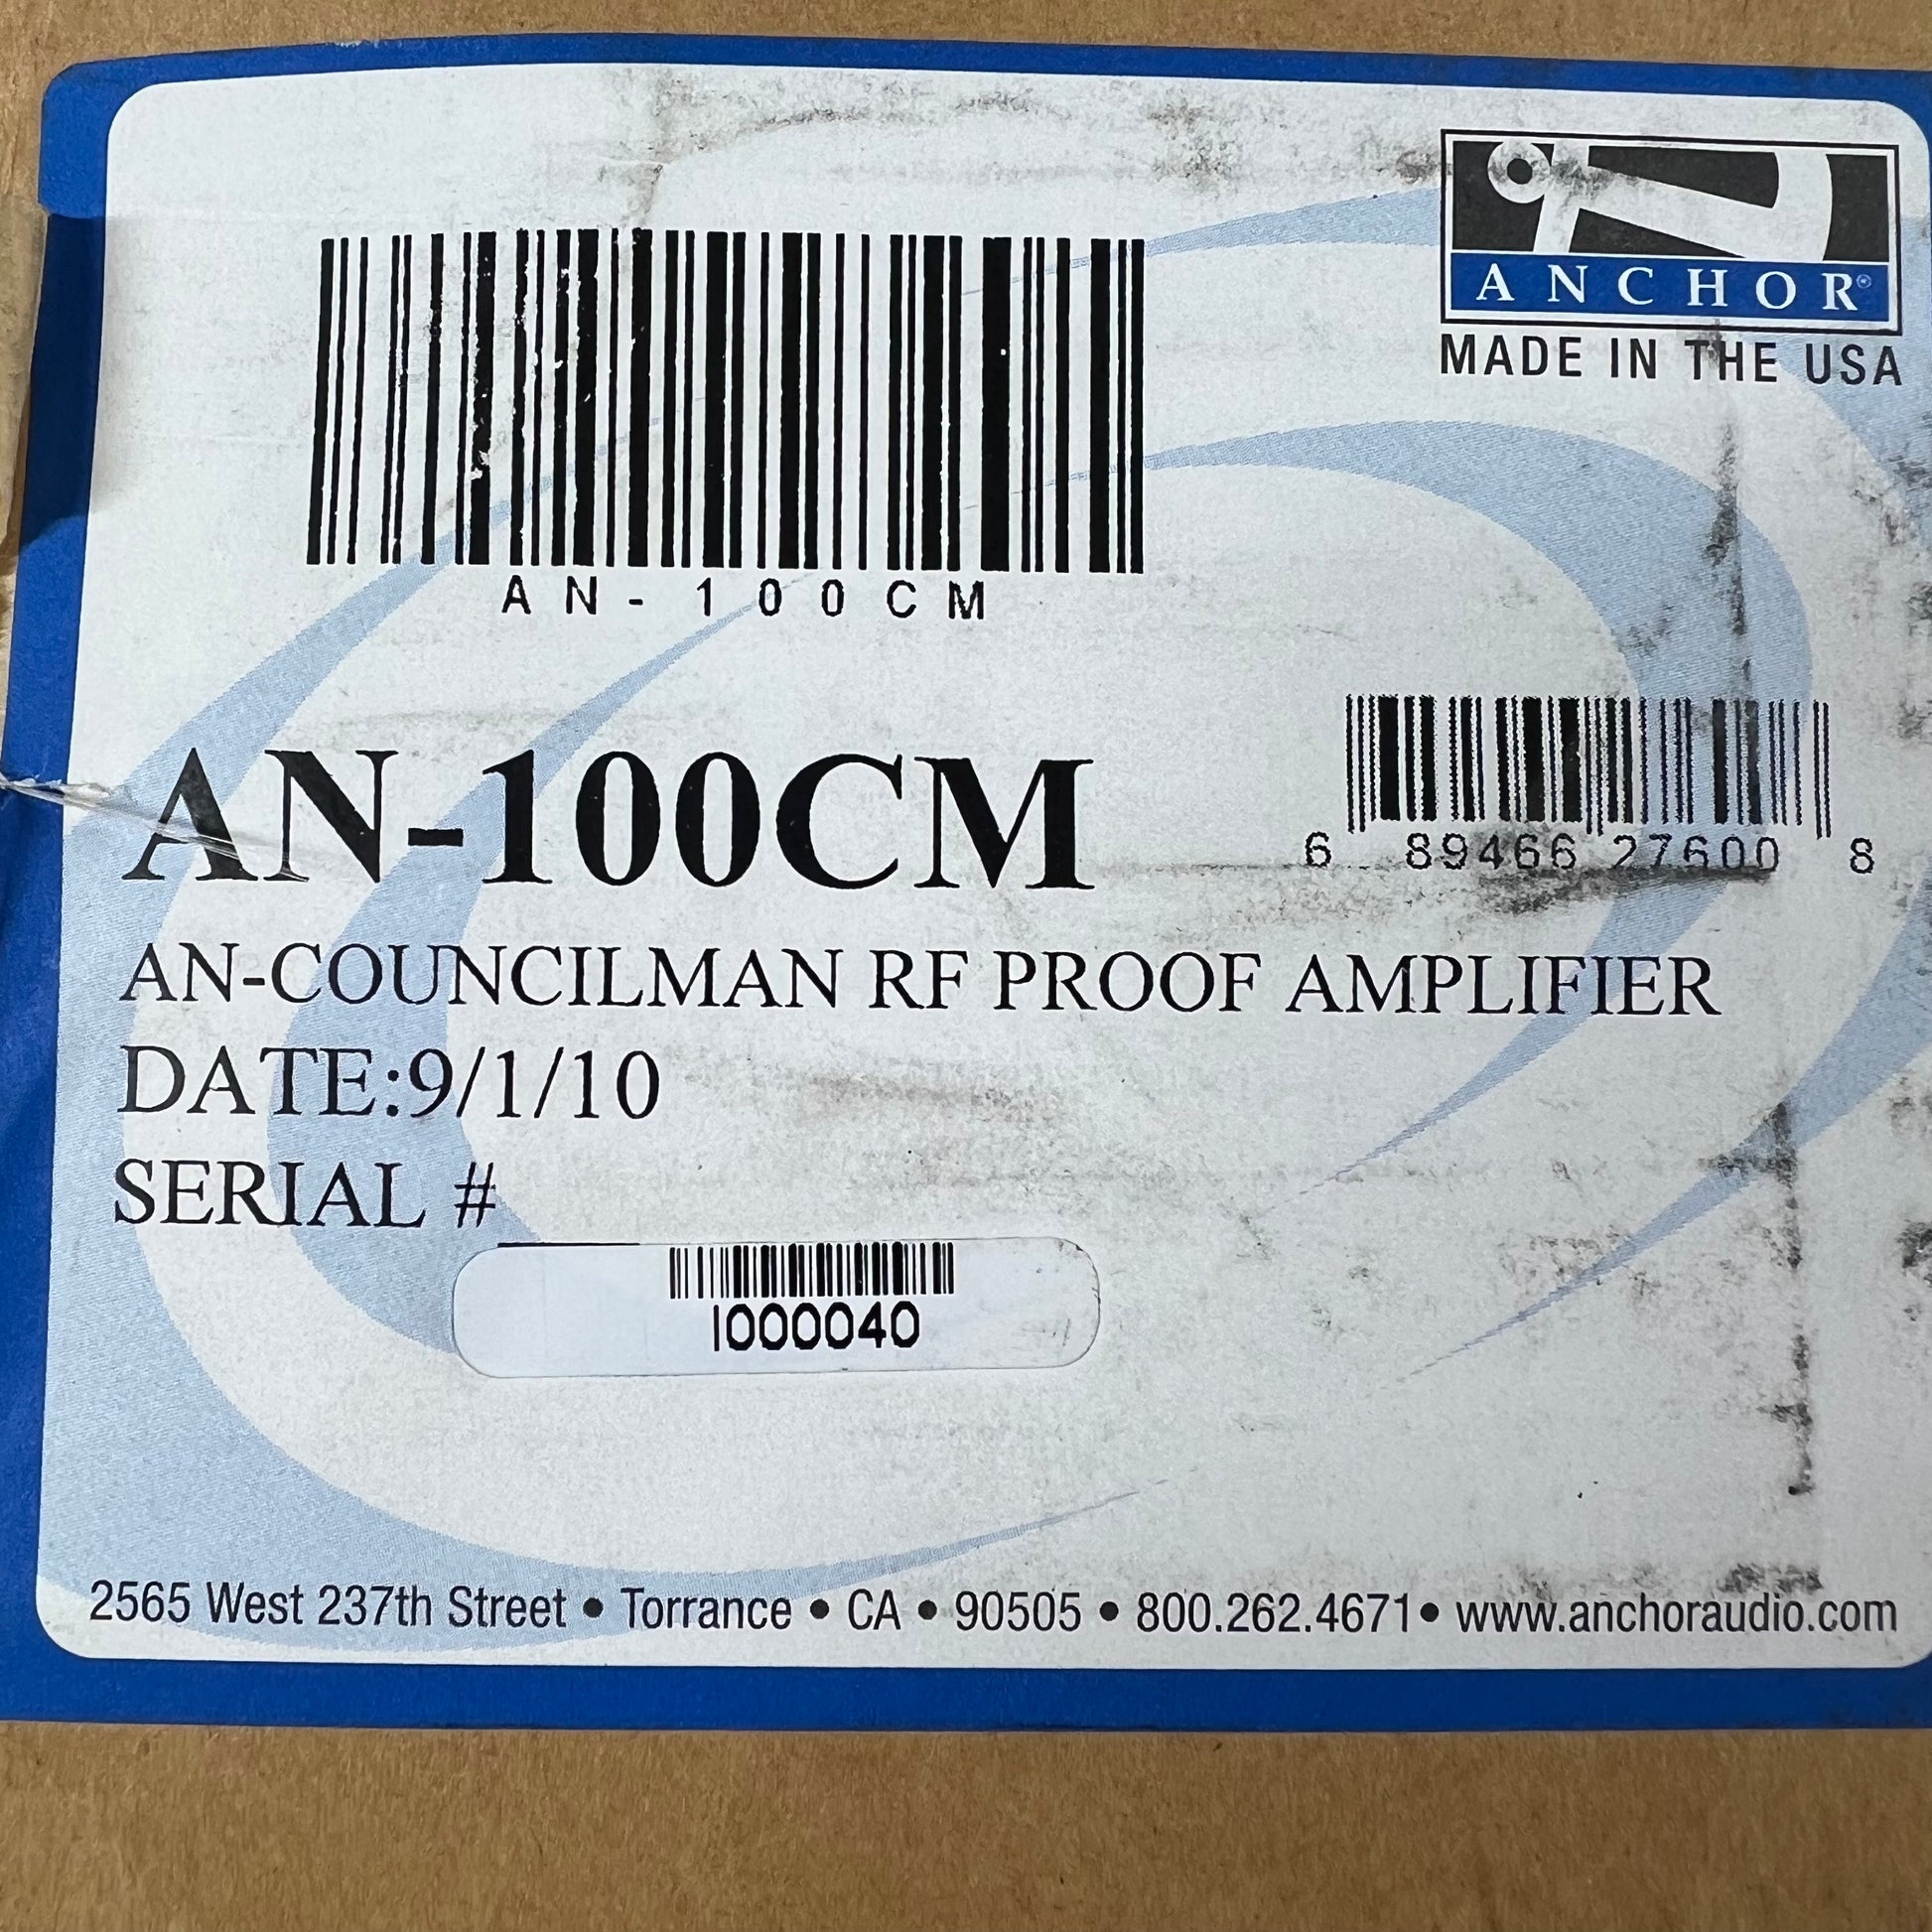 ANCHOR®
MADE IN THE USA
AN-100CM
AN-100CM
6 89466 27600 8
AN-COUNCILMAN RF PROOF AMPLIFIER
DATE:9/1/10
SERIAL #
1000040
2565 West 237th Street • Torrance • CA • 90505 • 800.262.4671• www.anchoraudio.com